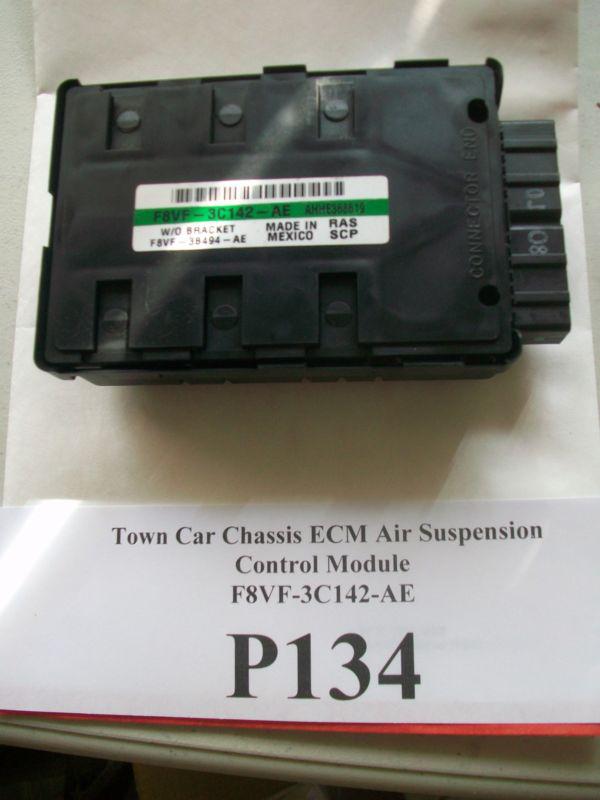 F8VF-3C142-AE
W/O BRACKET MADE IN RAS
F8VF-3B494-AE MEXICO SCP
CONNECTOR END
Town Car Chassis ECM Air Suspension
Control Module
F8VF-3C142-AE
P134